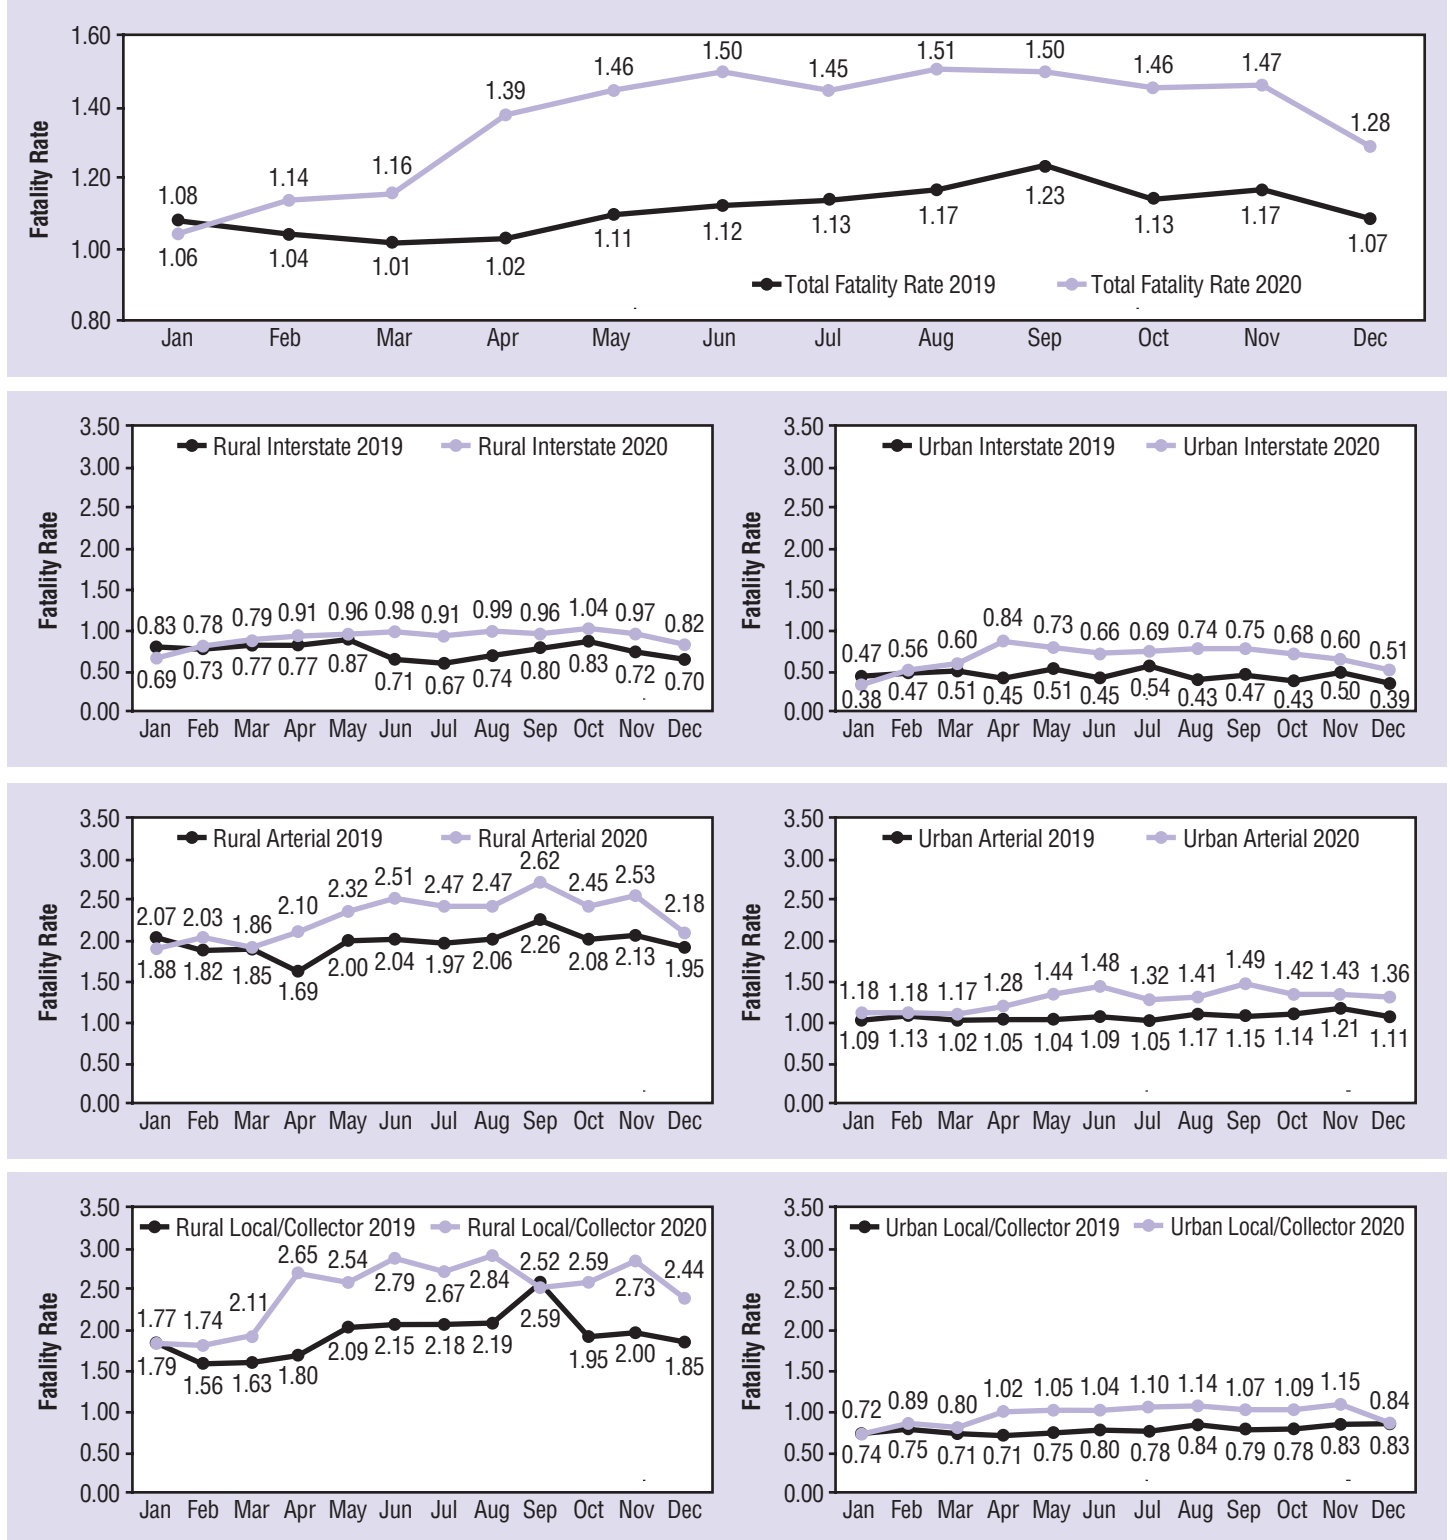 1.60
1.40
1.20
1.00
0.80
Fatality Rate
1.08 1.14 1.16 1.39 1.46 1.50 1.45 1.51 1.50 1.46 1.47 1.28
1.06 1.04 1.01 1.02 1.11 1.12 1.13 1.17 1.23 1.13 1.17 1.07
Total Fatality Rate 2019 Total Fatality Rate 2020
Jan Feb Mar Apr May Jun Jul Aug Sep Oct Nov Dec
3.50
3.00
2.50
2.00
1.50
1.00
0.50
0.00
Fatality Rate
Rural Interstate 2019 Rural Interstate 2020
0.83 0.78 0.79 0.91 0.96 0.98 0.91 0.99 0.96 1.04 0.97 0.82
0.69 0.73 0.77 0.77 0.87 0.71 0.67 0.74 0.80 0.83 0.72 0.70
Jan Feb Mar Apr May Jun Jul Aug Sep Oct Nov Dec
3.50
3.00
2.50
2.00
1.50
1.00
0.50
0.00
Fatality Rate
Urban Interstate 2019 Urban Interstate 2020
0.47 0.56 0.60 0.84 0.73 0.66 0.69 0.74 0.75 0.68 0.60 0.51
0.38 0.47 0.51 0.45 0.51 0.45 0.54 0.43 0.47 0.43 0.50 0.39
Jan Feb Mar Apr May Jun Jul Aug Sep Oct Nov Dec
3.50
3.00
2.50
2.00
1.50
1.00
0.50
0.00
Fatality Rate
Rural Arterial 2019 Rural Arterial 2020
2.07 2.03 1.86 2.10 2.32 2.51 2.47 2.47 2.62 2.45 2.53 2.18
1.88 1.82 1.85 1.69 2.00 2.04 1.97 2.06 2.26 2.08 2.13 1.95
Jan Feb Mar Apr May Jun Jul Aug Sep Oct Nov Dec
3.50
3.00
2.50
2.00
1.50
1.00
0.50
0.00
Fatality Rate
Urban Arterial 2019 Urban Arterial 2020
1.18 1.18 1.17 1.28 1.44 1.48 1.32 1.41 1.49 1.42 1.43 1.36
1.09 1.13 1.02 1.05 1.04 1.09 1.05 1.17 1.15 1.14 1.21 1.11
Jan Feb Mar Apr May Jun Jul Aug Sep Oct Nov Dec
3.50
3.00
2.50
2.00
1.50
1.00
0.50
0.00
Fatality Rate
Rural Local/Collector 2019 Rural Local/Collector 2020
1.77 1.74 2.11 2.65 2.54 2.79 2.67 2.84 2.52 2.59 2.73 2.44
1.79 1.56 1.63 1.80 2.09 2.15 2.18 2.19 2.59 1.95 2.00 1.85
Jan Feb Mar Apr May Jun Jul Aug Sep Oct Nov Dec
3.50
3.00
2.50
2.00
1.50
1.00
0.50
0.00
Fatality Rate
Urban Local/Collector 2019 Urban Local/Collector 2020
0.72 0.89 0.80 1.02 1.05 1.04 1.10 1.14 1.07 1.09 1.15 0.84
0.74 0.75 0.71 0.71 0.75 0.80 0.78 0.84 0.79 0.78 0.83 0.83
Jan Feb Mar Apr May Jun Jul Aug Sep Oct Nov Dec